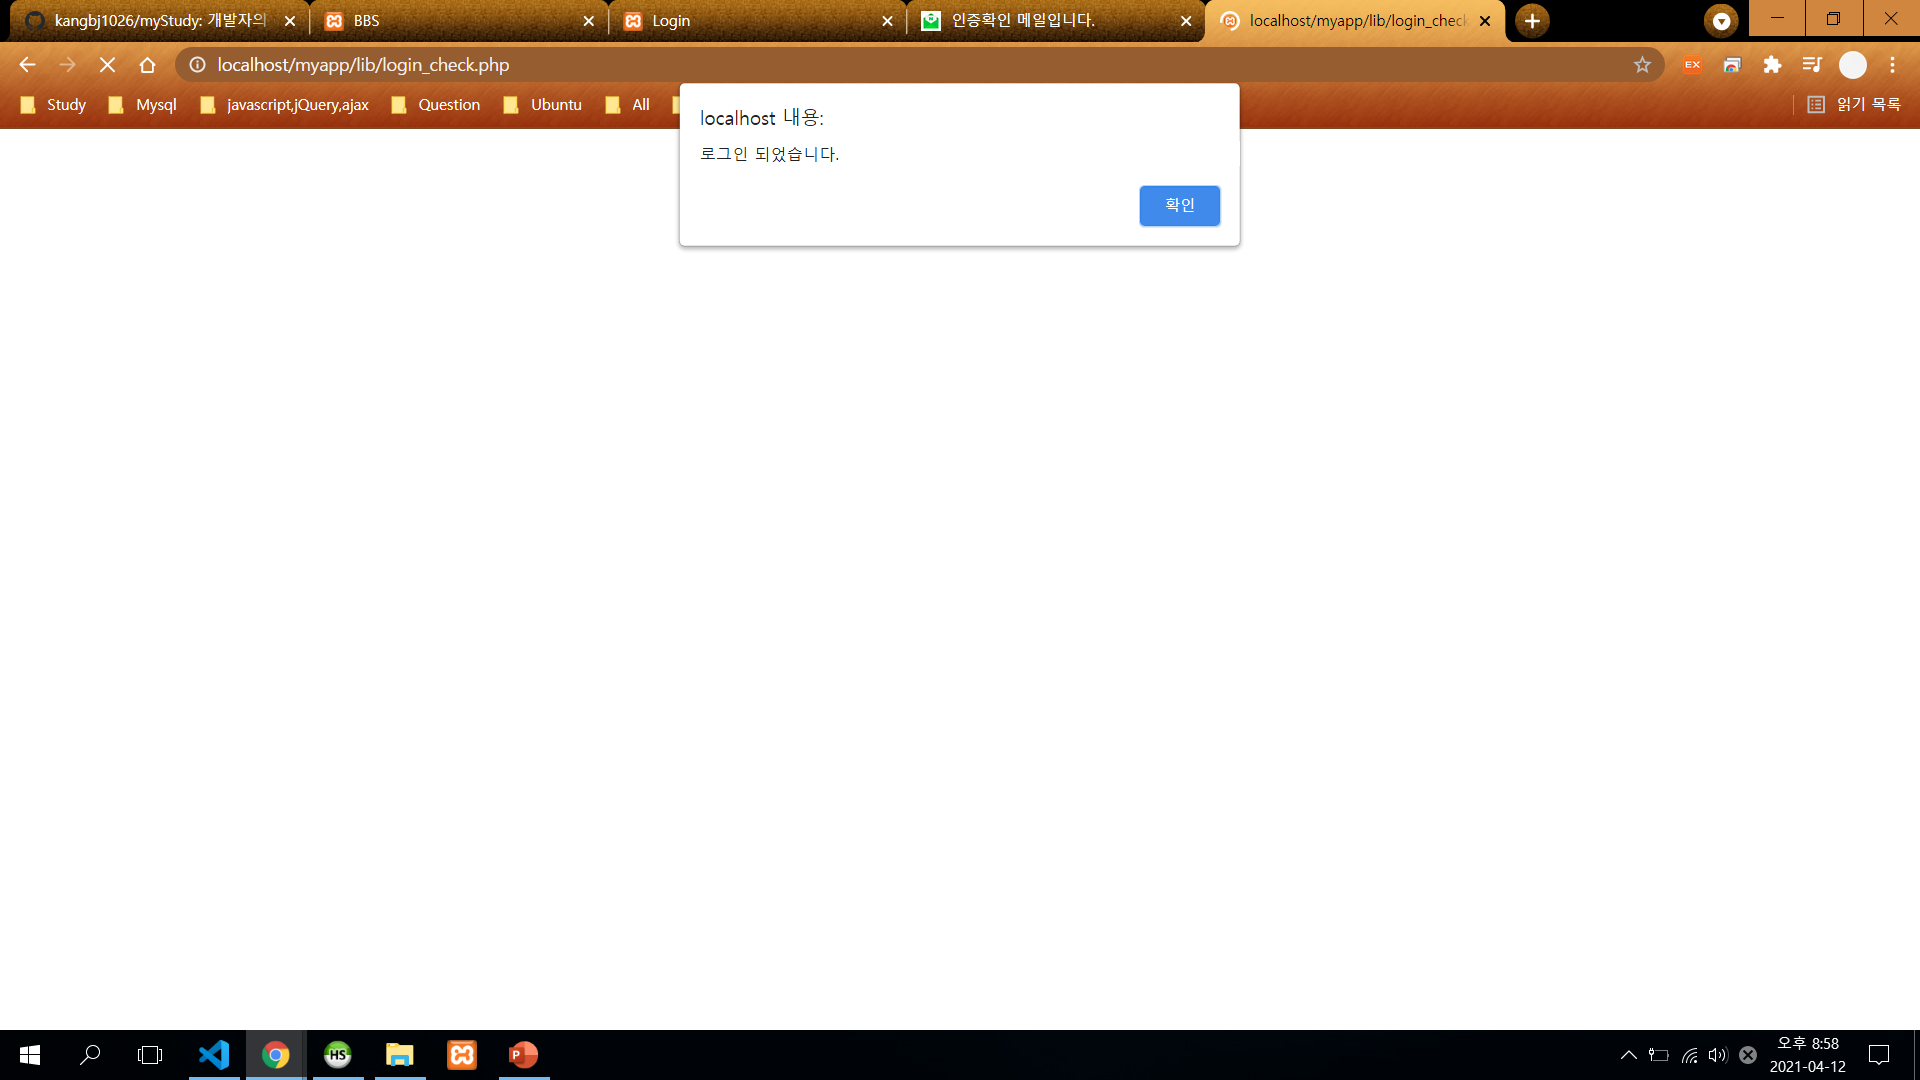 kangbj1026/myStudy: 개발자의
BBS
Login
인증확인 메일입니다.
localhost/myapp/lib/login_check
localhost/myapp/lib/login_check.php
EX
Study
Mysql
javascript,jQuery,ajax
Question
Ubuntu
All
읽기 목록
localhost 내용:
로그인 되었습니다.
확인
HS
P
오후 8:58
2021-04-12